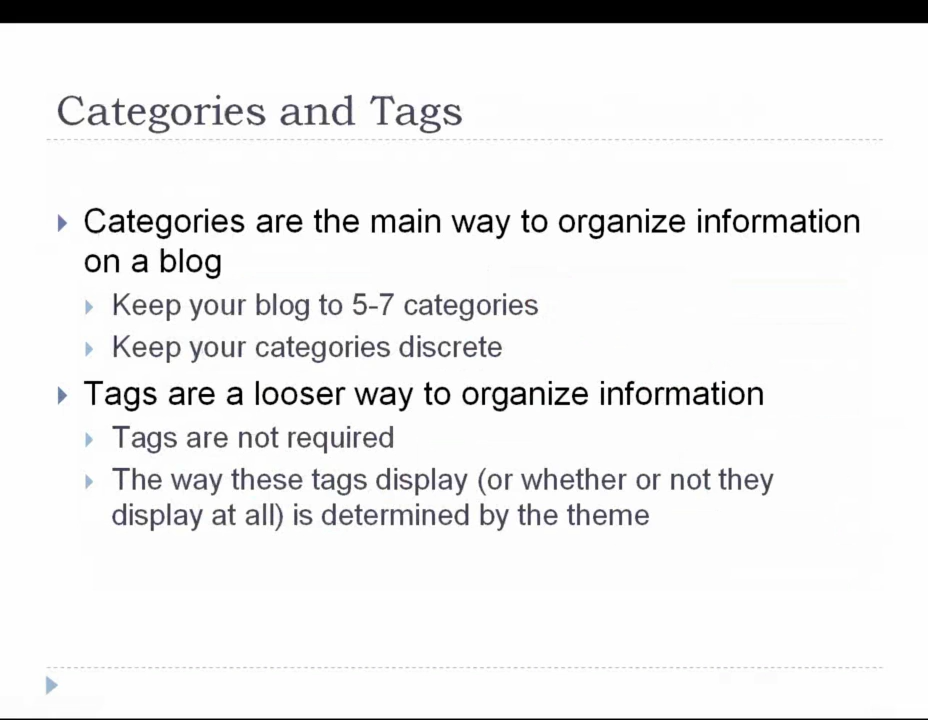 Categories and Tags
Categories are the main way to organize information
on a blog
Keep your blog to 5-7 categories
Keep your categories discrete
Tags are a looser way to organize information
Tags are not required
The way these tags display (or whether or not they
display at all) is determined by the theme